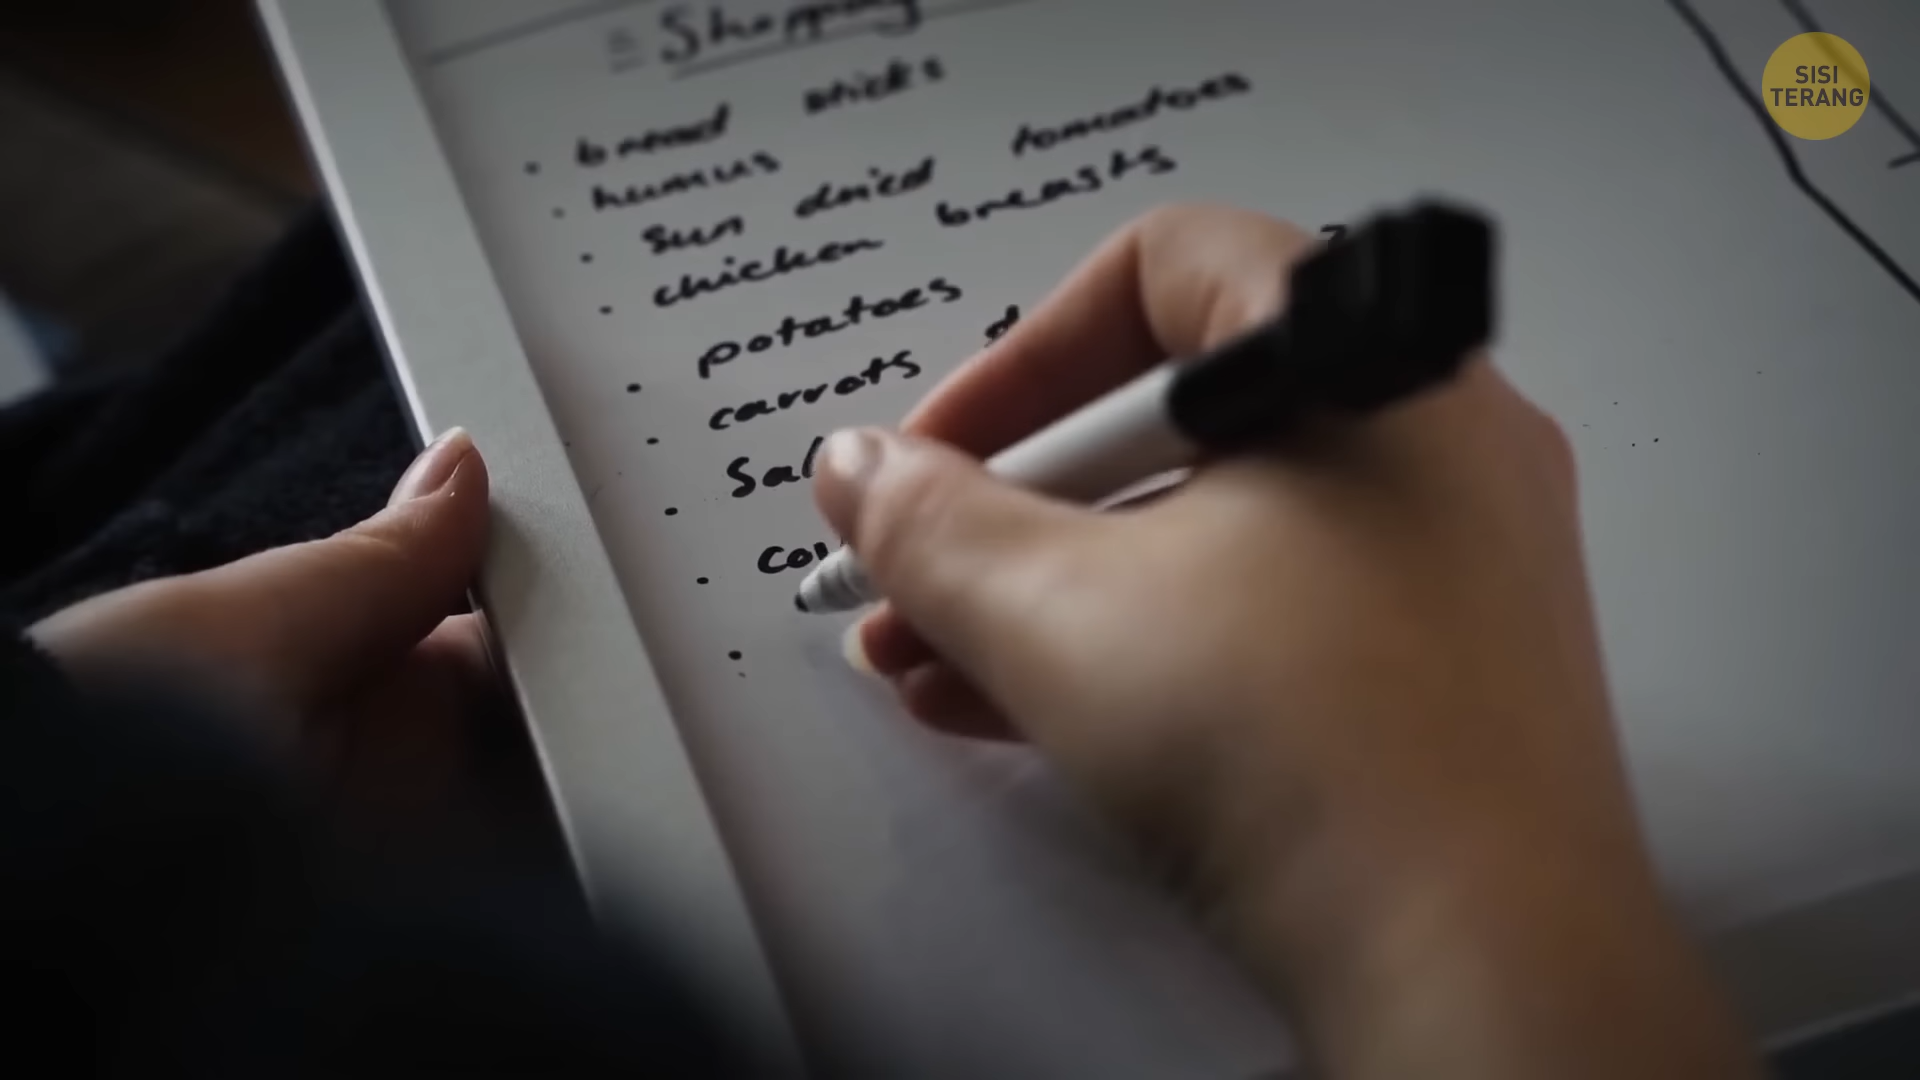 Shopping
bread sticks
humus
sun dried tomatoes
chicken breasts
potatoes
carrots
SISI
TERANG